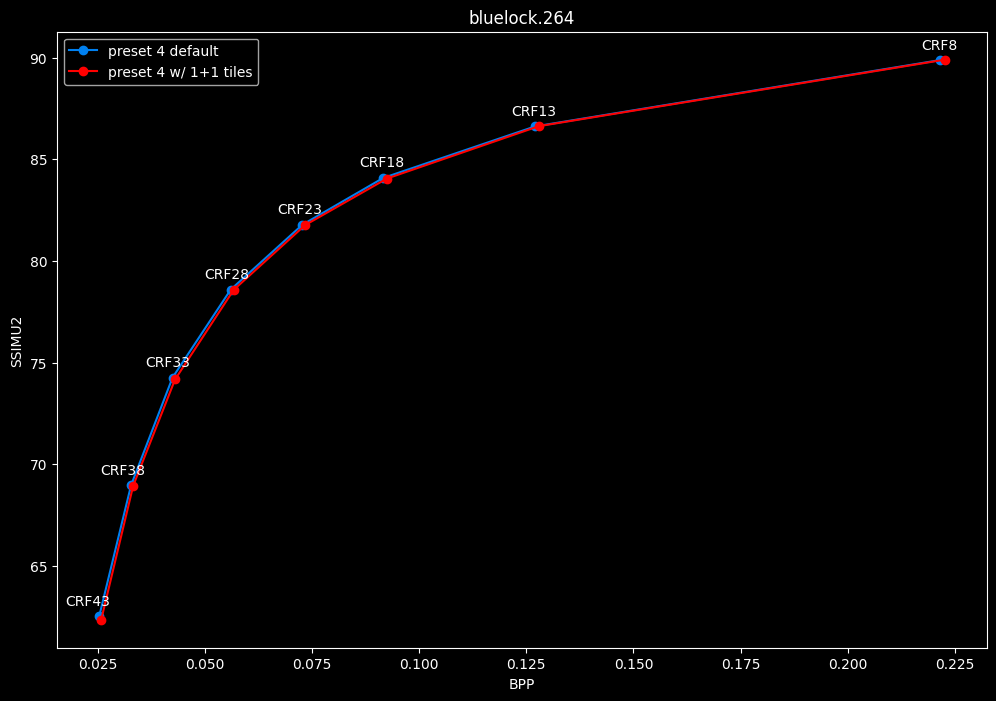 bluelock.264
preset 4 default
preset 4 w/ 1+1 tiles
CRF8
CRF13
CRF18
CRF23
CRF28
CRF33
CRF38
CRF43
90
85
80
75
70
65
SSIMU2
0.025
0.050
0.075
0.100
0.125
0.150
0.175
0.200
0.225
BPP